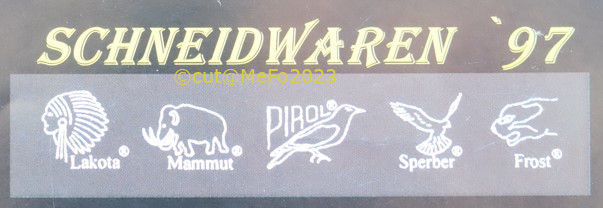 SCHNEIDWAREN `97
©cut@MeFo2023
PIROL®
Lakota® Mammut® Sperber® Frost®